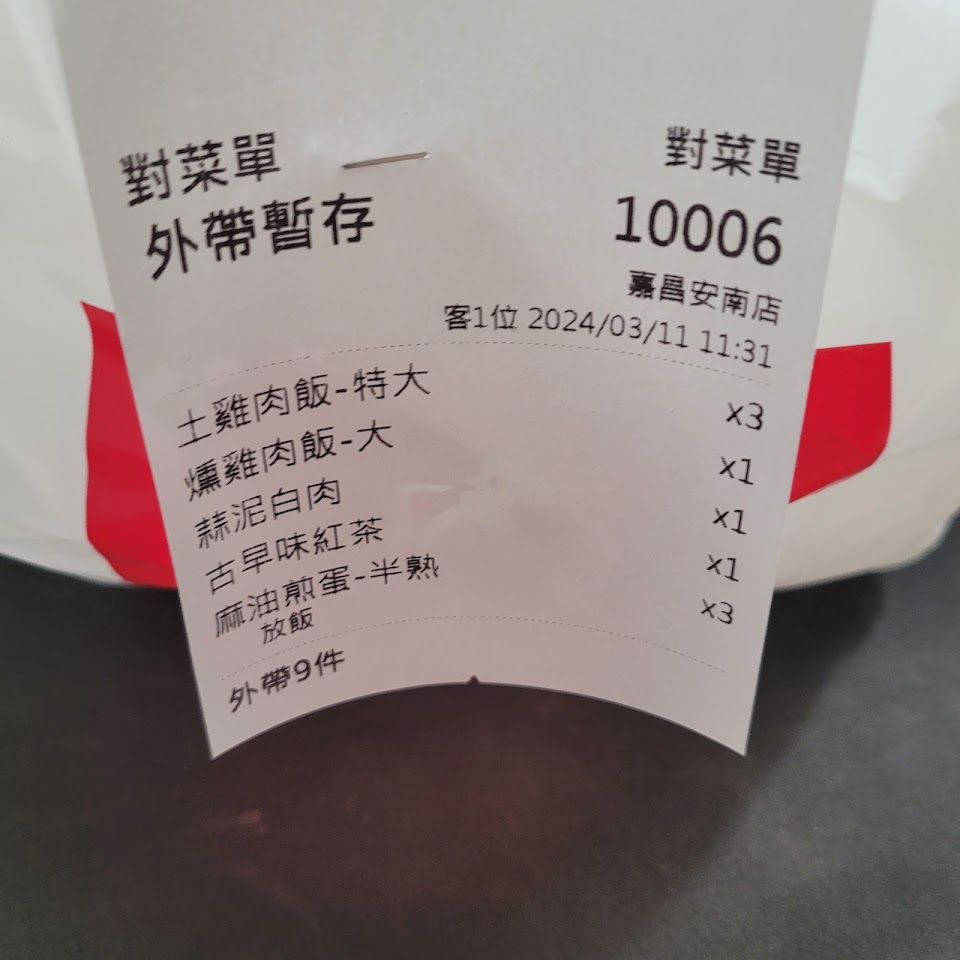 對菜單 對菜單
外帶暫存 10006
嘉昌安南店
客1位 2024/03/11 11:31
土雞肉飯-特大 x3
燻雞肉飯-大 x1
蒜泥白肉 x1
古早味紅茶 x1
麻油煎蛋-半熟 x3
放飯
外帶9件